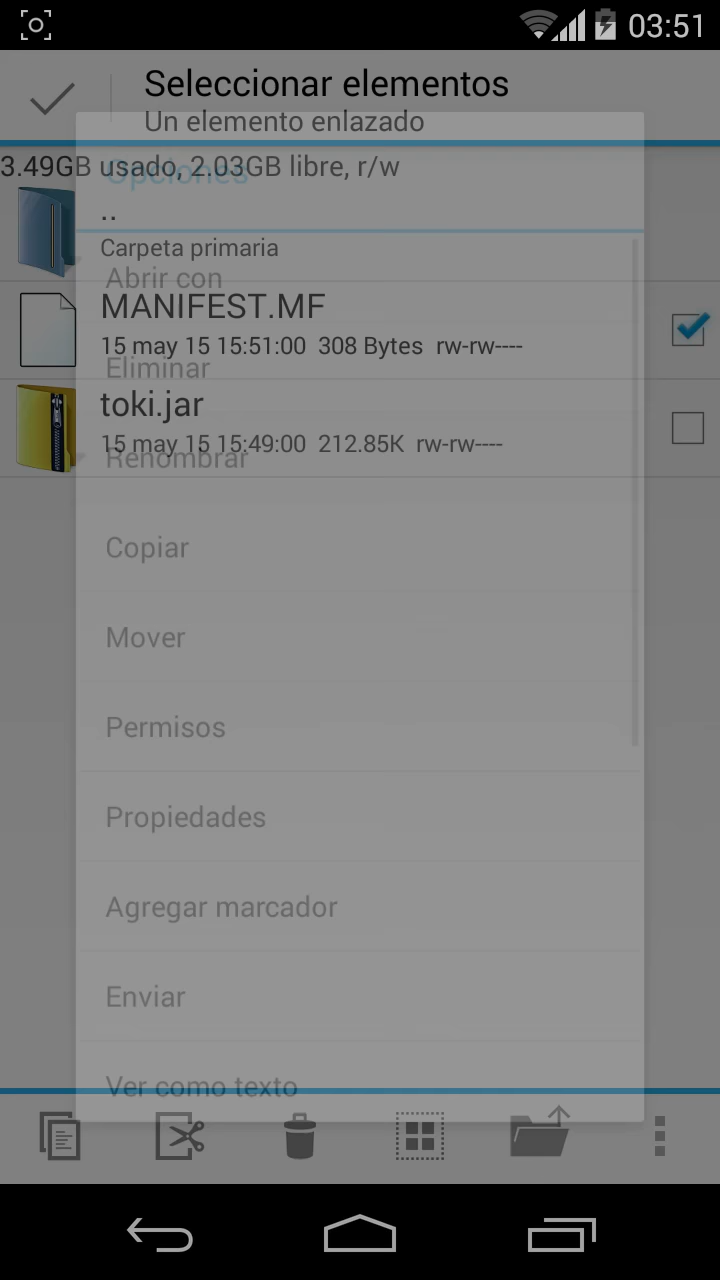 03:51
Seleccionar elementos
Un elemento enlazado
3.49GB usado, 2.03GB libre, r/w
Opciones
..
Carpeta primaria
Abrir con
MANIFEST.MF
15 may 15 15:51:00 308 Bytes rw-rw----
Eliminar
toki.jar
15 may 15 15:49:00 212.85K rw-rw----
Renombrar
Copiar
Mover
Permisos
Propiedades
Agregar marcador
Enviar
Ver como texto